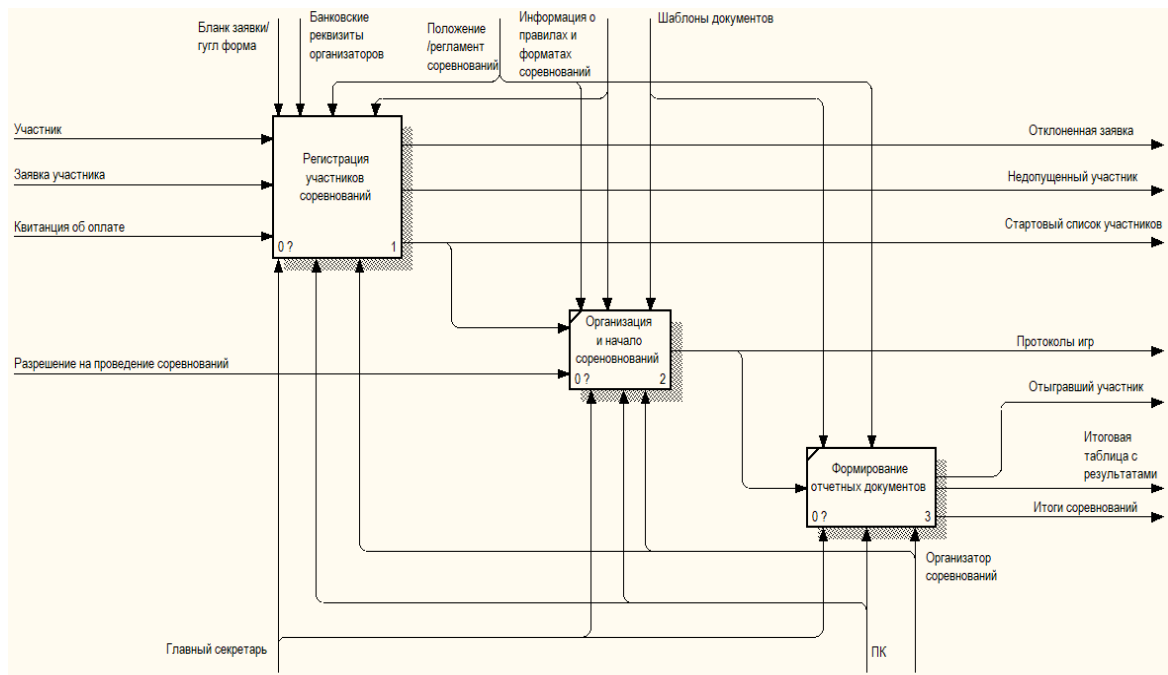 Бланк заявки/
гугл форма
Банковские
реквизиты
организаторов
Положение
/регламент
соревнований
Информация о
правилах и
форматах
соревнований
Шаблоны документов
Участник
Заявка участника
Квитанция об оплате
Регистрация
участников
соревнований
0 ?
1
Отклоненная заявка
Недопущенный участник
Стартовый список участников
Разрешение на проведение соревнований
Организация
и начало
сореновнований
0 ?
2
Протоколы игр
Отыгравший участник
Итоговая
таблица с
результатами
Итоги соревнований
Формирование
отчетных документов
0 ?
3
Организатор
соревнований
Главный секретарь
ПК